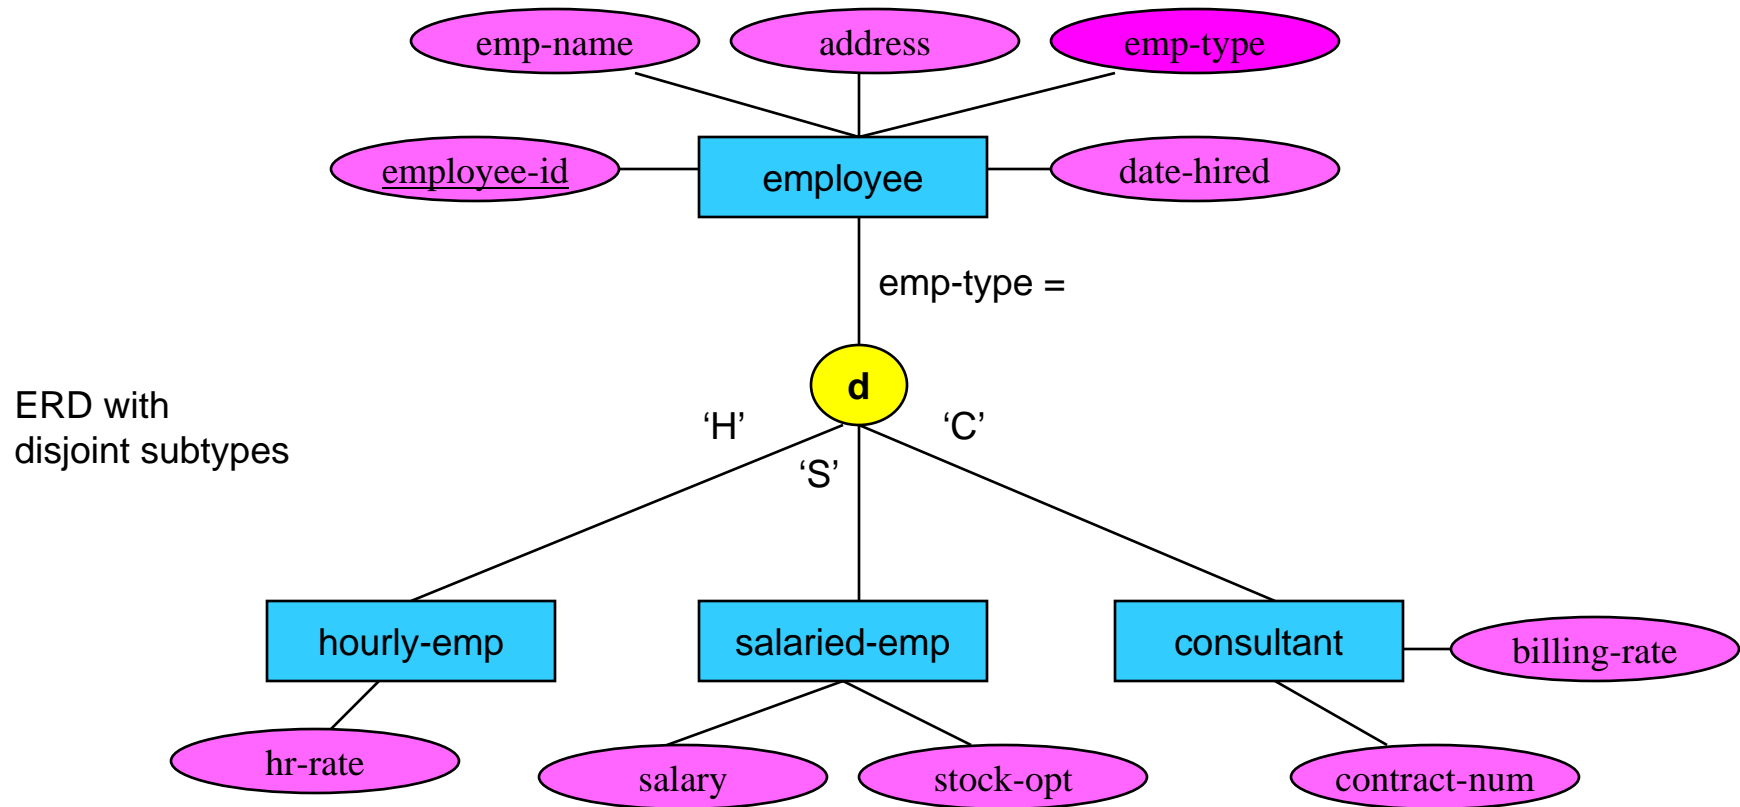 emp-name
address
emp-type
employee-id
employee
date-hired
emp-type =
d
ERD with
disjoint subtypes
‘H’
‘C’
‘S’
hourly-emp
salaried-emp
consultant
billing-rate
hr-rate
salary
stock-opt
contract-num